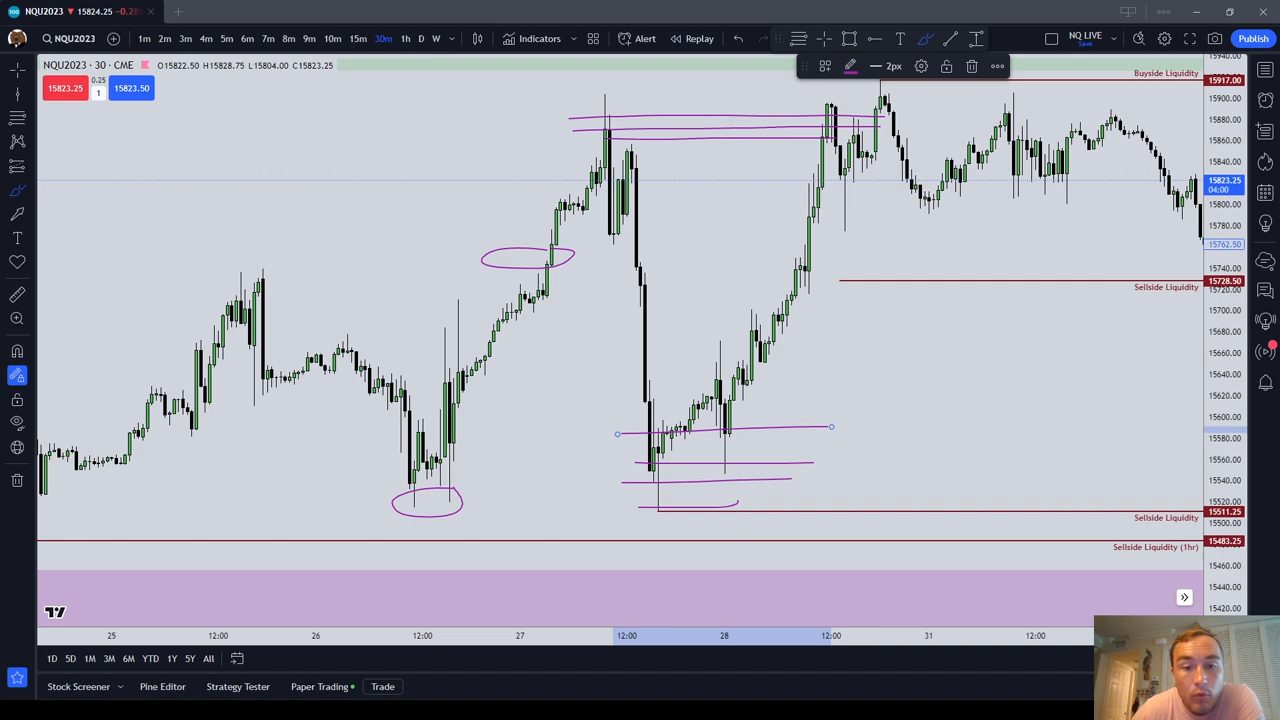 NQU2023 ▼ 15824.25 -0.28%
NQU2023 1m 2m 3m 4m 5m 6m 7m 8m 9m 10m 15m 30m 1h D W Indicators Alert Replay NQ LIVE Save Publish
2px
NQU2023 · 30 · CME O15822.50 H15828.75 L15804.00 C15823.25
15823.25 0.25 1 15823.50
Buyside Liquidity 15917.00
15940.00
15900.00
15880.00
15860.00
15840.00
15823.25
04:00
15800.00
15780.00
15762.50
15740.00
15728.50
Sellside Liquidity
15720.00
15700.00
15680.00
15660.00
15640.00
15620.00
15600.00
15580.00
15560.00
15540.00
15520.00
15511.25
Sellside Liquidity
15500.00
15483.25
Sellside Liquidity (1hr)
15460.00
15440.00
15420.00
25 12:00 26 12:00 27 12:00 28 12:00 31 12:00
1D 5D 1M 3M 6M YTD 1Y 5Y All
Stock Screener Pine Editor Strategy Tester Paper Trading Trade